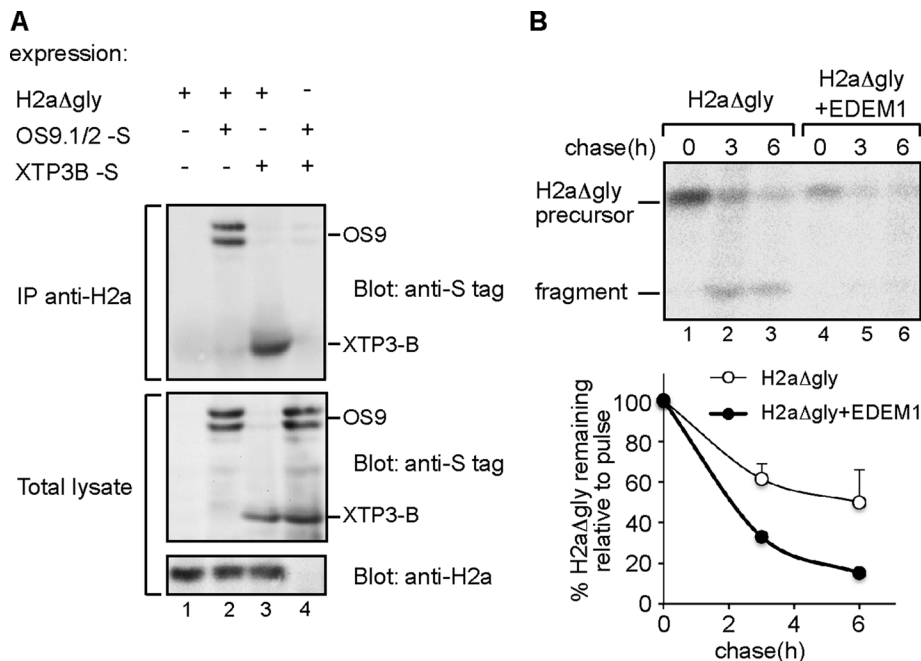 A
expression:
H2aΔgly + + + -
OS9.1/2 -S - + - +
XTP3B -S - - + +
IP anti-H2a
OS9
Blot: anti-S tag
XTP3-B
Total lysate
OS9
Blot: anti-S tag
XTP3-B
Blot: anti-H2a
1 2 3 4
B
H2aΔgly
H2aΔgly
+EDEM1
chase(h) 0 3 6 0 3 6
H2aΔgly
precursor
fragment
1 2 3 4 5 6
H2aΔgly
H2aΔgly+EDEM1
% H2aΔgly remaining
relative to pulse
100
80
60
40
20
0
0 2 4 6
chase(h)